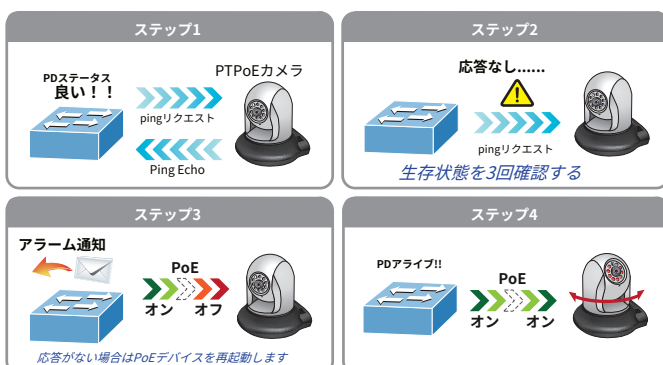 ステップ1
PDステータス
良い！！
PTPoEカメラ
pingリクエスト
Ping Echo
ステップ2
応答なし......
pingリクエスト
生存状態を3回確認する
ステップ3
アラーム通知
PoE
オン オフ
応答がない場合はPoEデバイスを再起動します
ステップ4
PDアライブ!!
PoE
オン オン